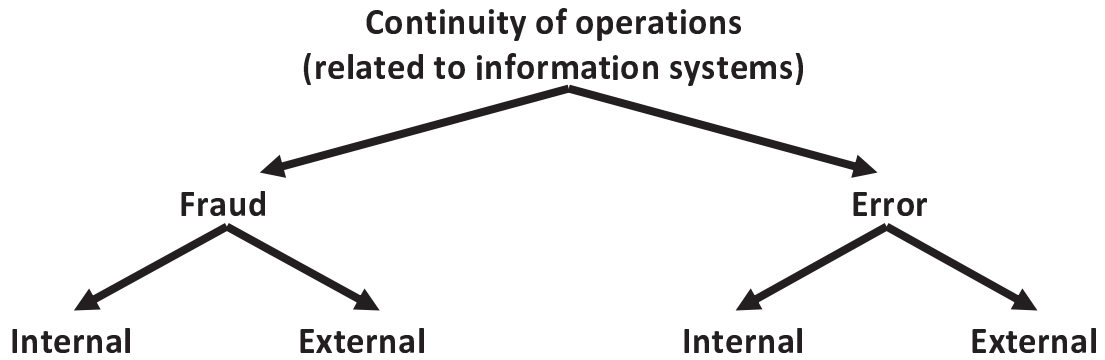 Continuity of operations
(related to information systems)
Fraud
Error
Internal
External
Internal
External